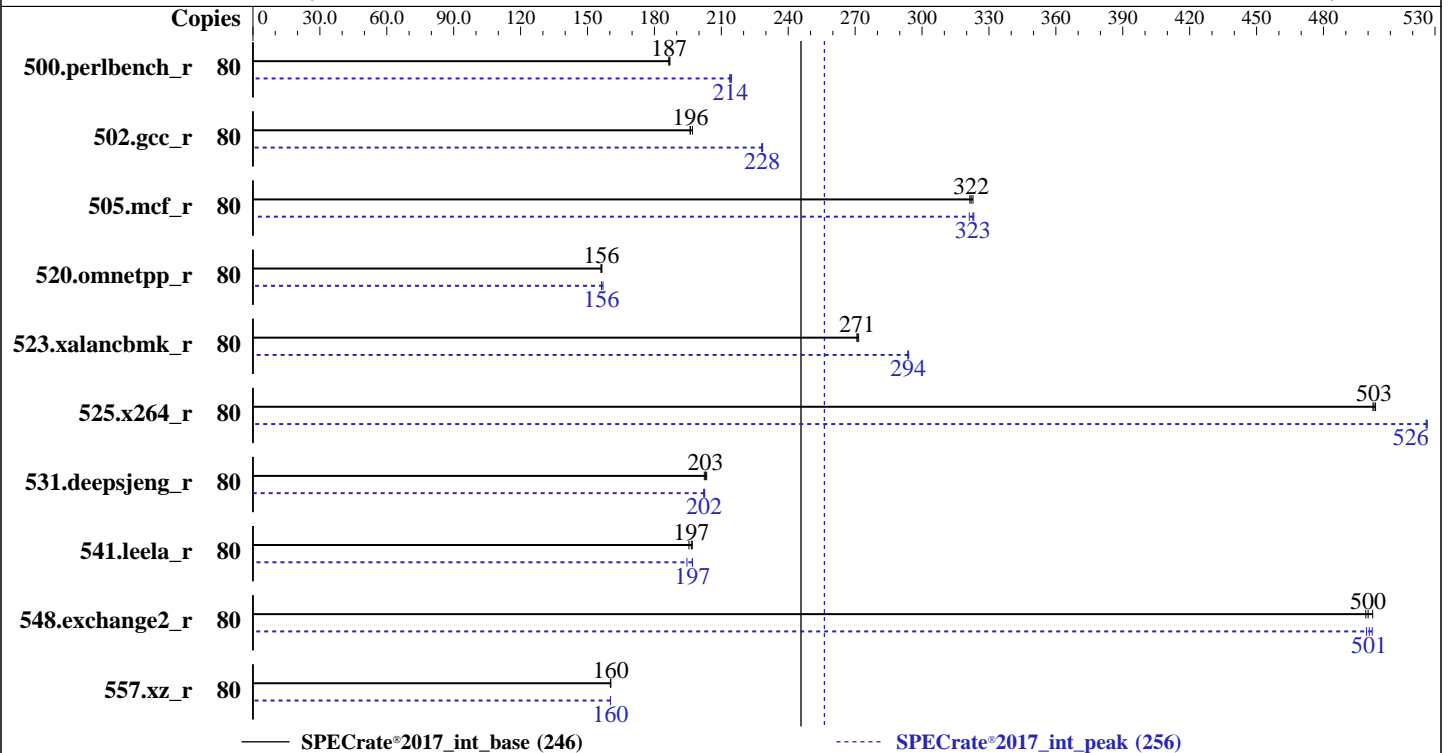 Copies 0 30.0 60.0 90.0 120 150 180 210 240 270 300 330 360 390 420 450 480 530
187
500.perlbench_r 80
214
196
502.gcc_r 80
228
322
505.mcf_r 80
323
156
520.omnetpp_r 80
156
271
523.xalancbmk_r 80
294
503
525.x264_r 80
526
203
531.deepsjeng_r 80
202
197
541.leela_r 80
197
500
548.exchange2_r 80
501
160
557.xz_r 80
160
SPECrate®2017_int_base (246) SPECrate®2017_int_peak (256)